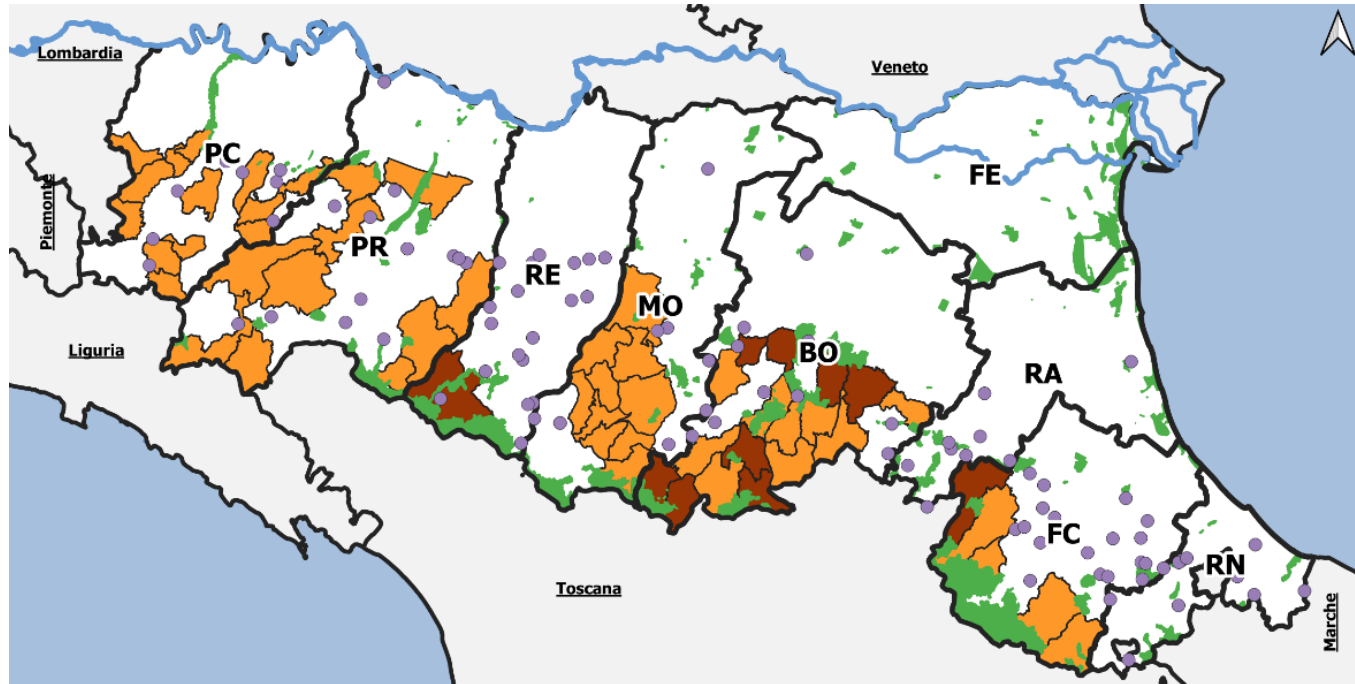 Lombardia
Veneto
PC
FE
Piemonte
PR
RE
MO
Liguria
BO
RA
FC
RN
Toscana
Marche